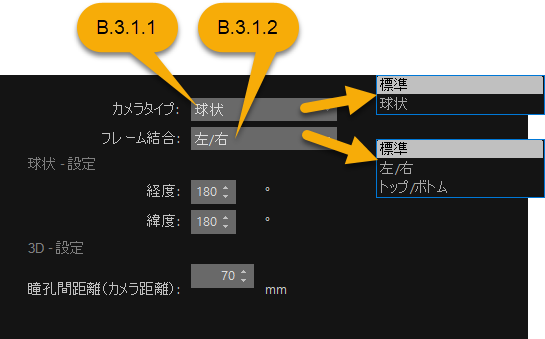 B.3.1.1
B.3.1.2
カメラタイプ: 球状
標準
球状
フレーム結合: 左/右
標準
左/右
トップ/ボトム
球状 - 設定
経度: 180 °
緯度: 180 °
3D - 設定
瞳孔間距離(カメラ距離): 70 mm